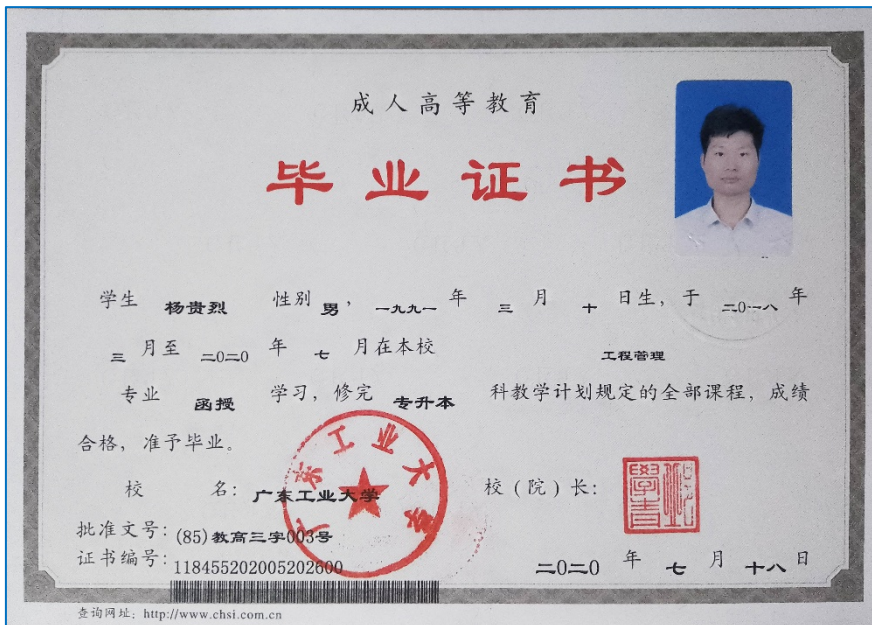 成人高等教育
毕业证书
学生 杨贵烈 性别 男，一九九一 年 三 月 十 日生，于 二0一八 年
三 月至 二0二0 年 七 月在本校 工程管理
专业 函授 学习，修完 专升本 科教学计划规定的全部课程，成绩
合格，准予毕业。
校 名：广东工业大学 校（院）长：
广东工业大学
批准文号：(85)教高三字003号
证书编号：118455202005202600
二0二0 年 七 月 十八 日
查询网址：http://www.chsi.com.cn